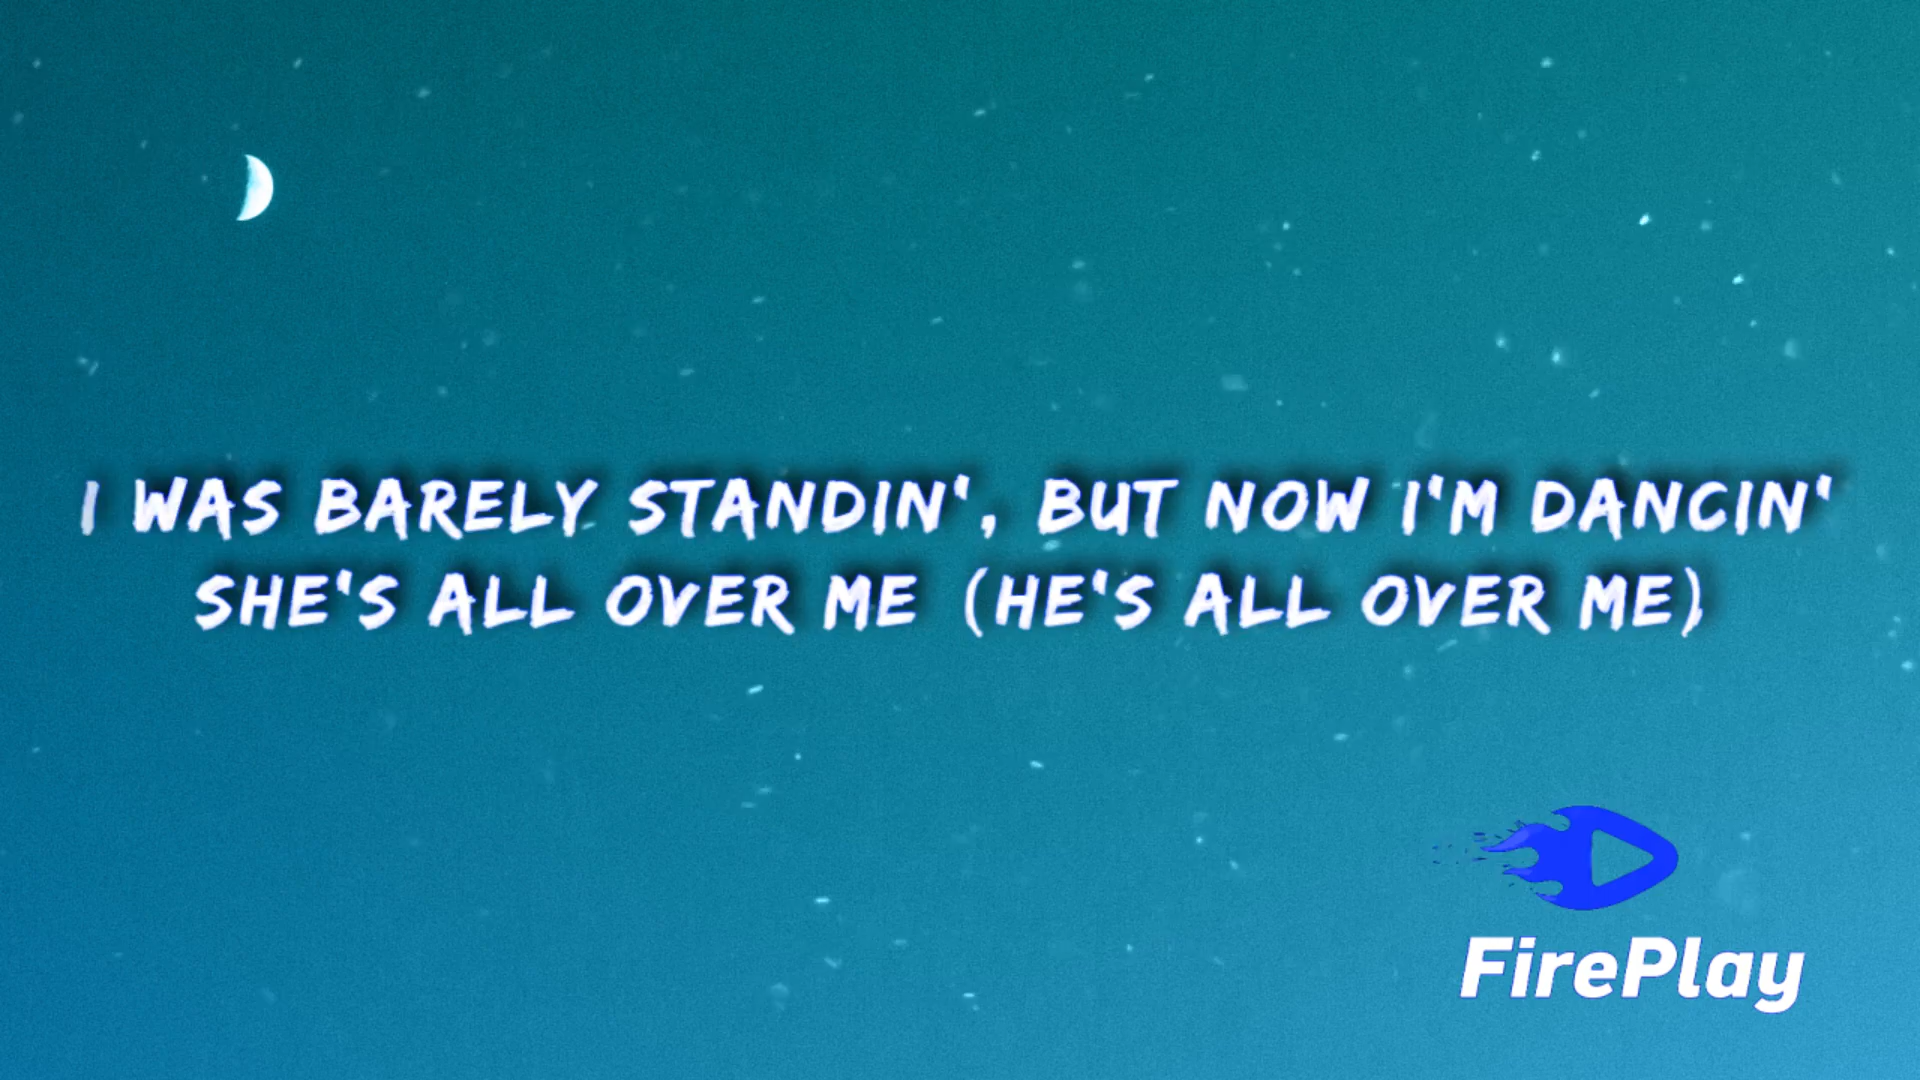 I WAS BARELY STANDIN', BUT NOW I'M DANCIN'
SHE'S ALL OVER ME (HE'S ALL OVER ME)
FirePlay